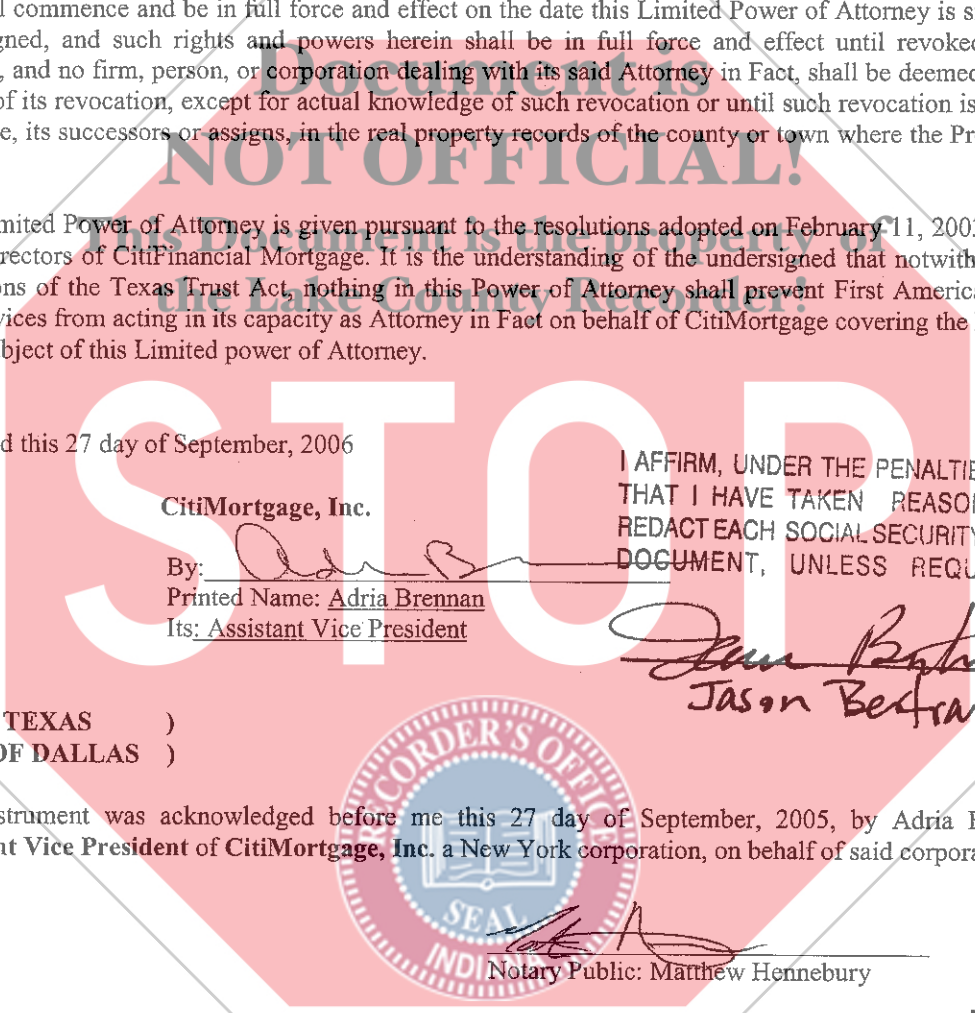 l commence and be in full force and effect on the date this Limited Power of Attorney is s
gned, and such rights and powers herein shall be in full force and effect until revoked
, and no firm, person, or corporation dealing with its said Attorney in Fact, shall be deemed
of its revocation, except for actual knowledge of such revocation or until such revocation is
e, its successors or assigns, in the real property records of the county or town where the Pr
Document is
NOT OFFICIAL!
This Document is the property of
the Lake County Recorder!
mited Power of Attorney is given pursuant to the resolutions adopted on February 11, 200
rectors of CitiFinancial Mortgage. It is the understanding of the undersigned that notwith
ons of the Texas Trust Act, nothing in this Power of Attorney shall prevent First America
vices from acting in its capacity as Attorney in Fact on behalf of CitiMortgage covering the
bject of this Limited power of Attorney.
STOP
d this 27 day of September, 2006
CitiMortgage, Inc.
By:
Printed Name: Adria Brennan
Its: Assistant Vice President
I AFFIRM, UNDER THE PENALTIE
THAT I HAVE TAKEN REASO
REDACT EACH SOCIAL SECURITY
DOCUMENT, UNLESS REQU
Jason Bertra
TEXAS )
OF DALLAS )
strument was acknowledged before me this 27 day of September, 2005, by Adria
nt Vice President of CitiMortgage, Inc. a New York corporation, on behalf of said corpora
RECORDER'S OFFICE
SEAL
INDIANA
Notary Public: Matthew Hennebury